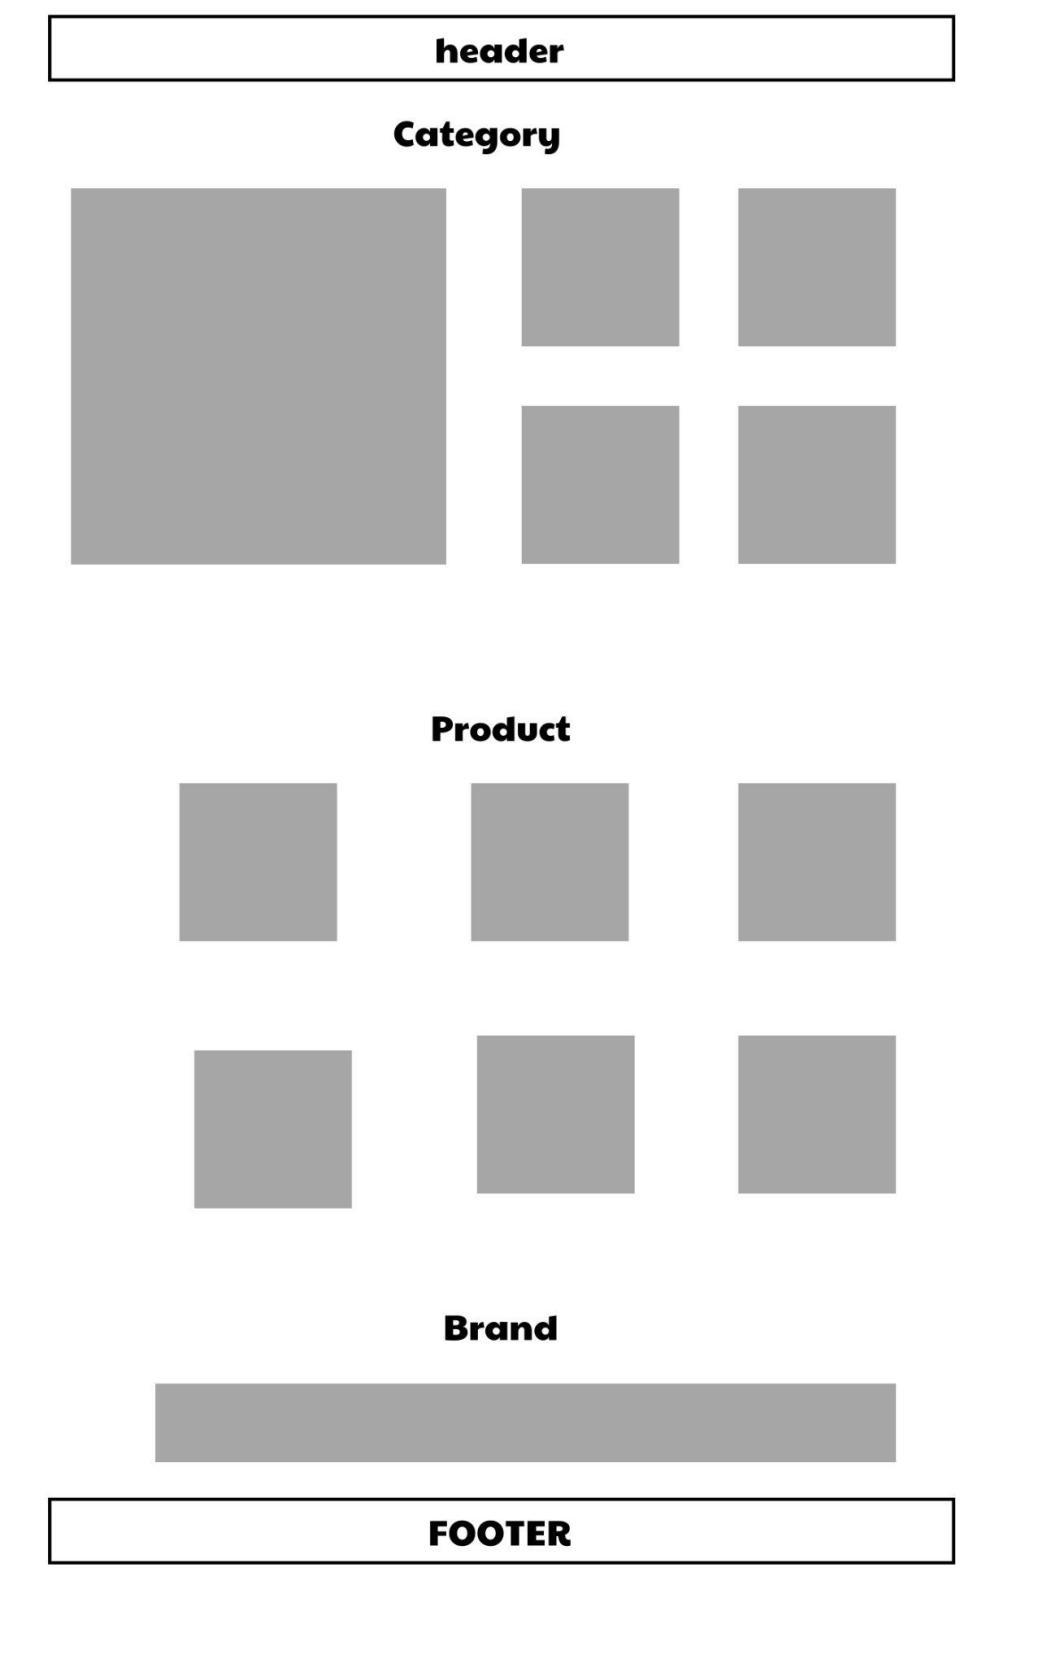 header
Category
Product
Brand
FOOTER